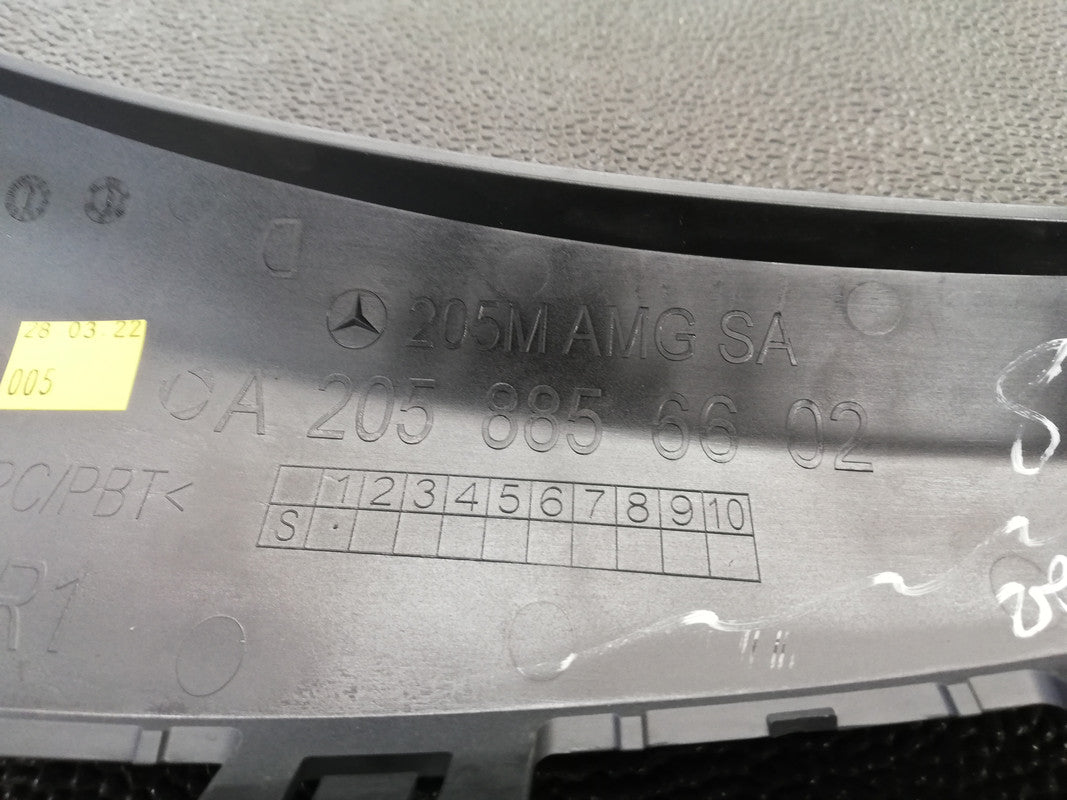 205M AMG SA
28 03.22
005
A 205 885 66 02
PC/PBT<
1 2 3 4 5 6 7 8 9 10
S
R1